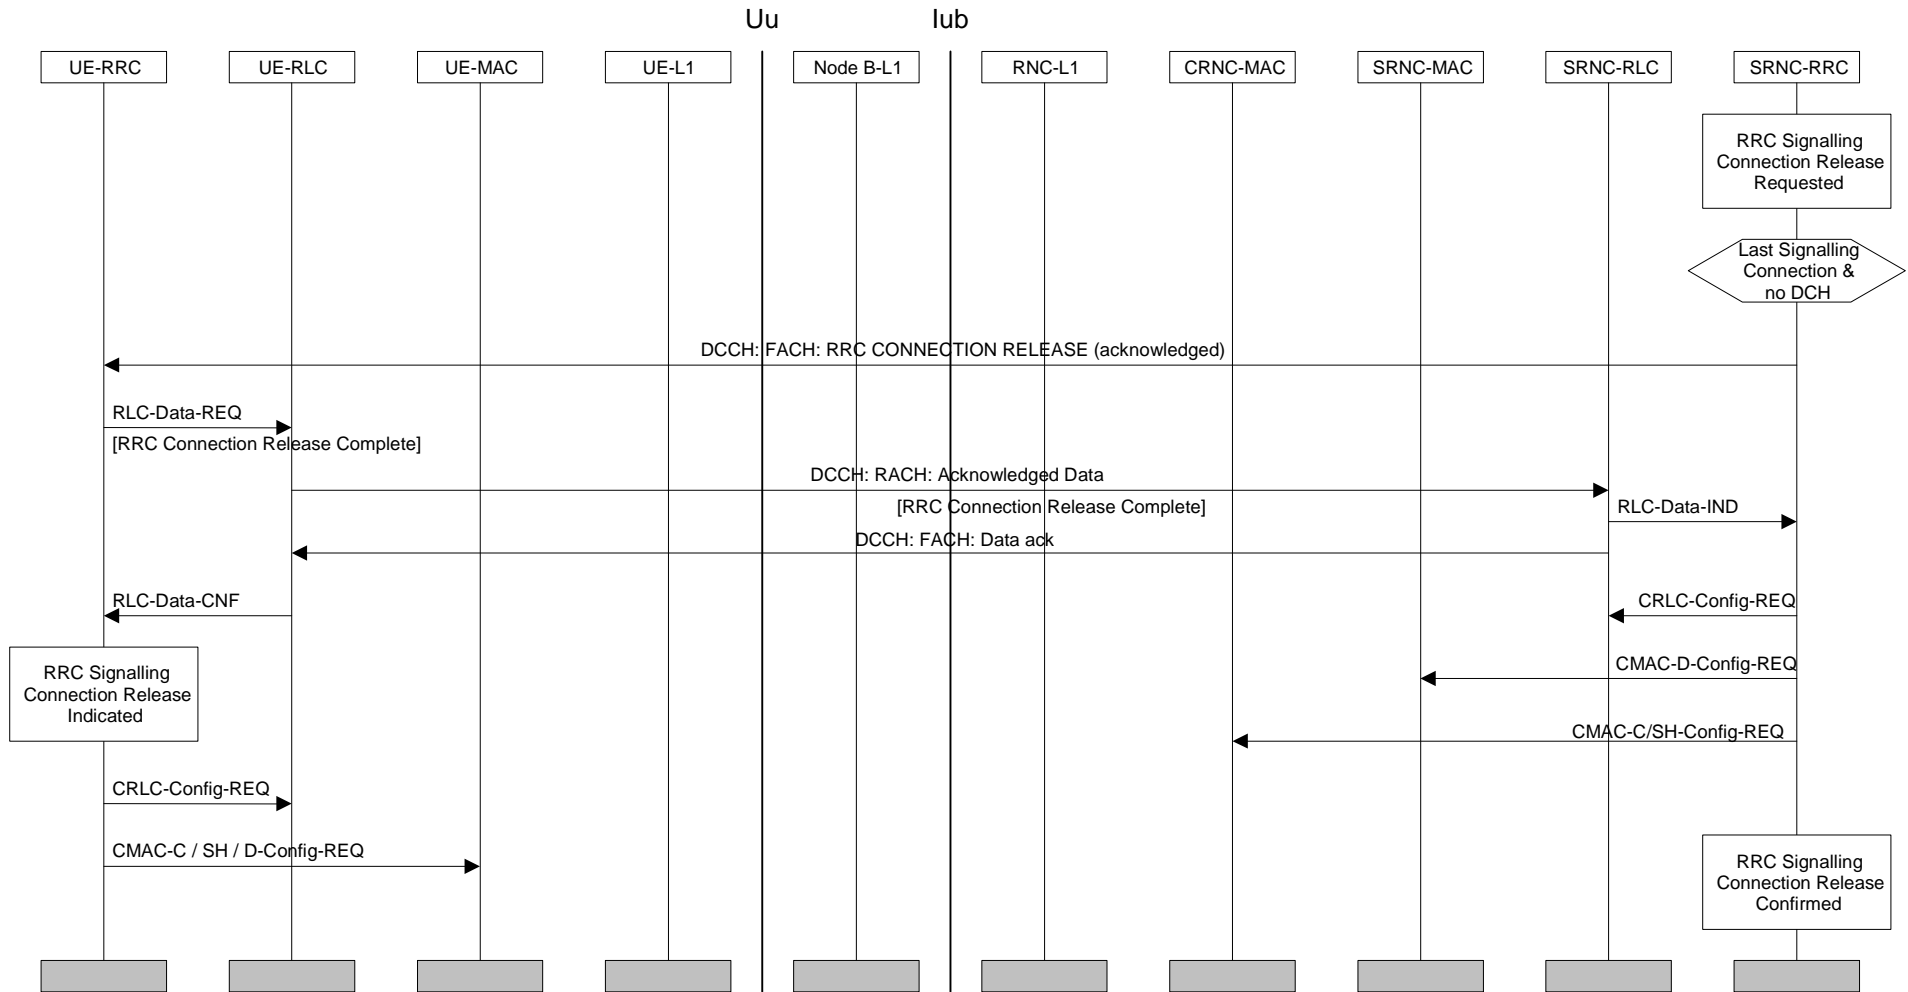 Uu
Iub
UE-RRC
UE-RLC
UE-MAC
UE-L1
Node B-L1
RNC-L1
CRNC-MAC
SRNC-MAC
SRNC-RLC
SRNC-RRC
RRC Signalling
Connection Release
Requested
Last Signalling
Connection &
no DCH
DCCH: FACH: RRC CONNECTION RELEASE (acknowledged)
RLC-Data-REQ
[RRC Connection Release Complete]
DCCH: RACH: Acknowledged Data
[RRC Connection Release Complete]
RLC-Data-IND
DCCH: FACH: Data ack
RLC-Data-CNF
CRLC-Config-REQ
RRC Signalling
Connection Release
Indicated
CMAC-D-Config-REQ
CMAC-C/SH-Config-REQ
CRLC-Config-REQ
CMAC-C / SH / D-Config-REQ
RRC Signalling
Connection Release
Confirmed